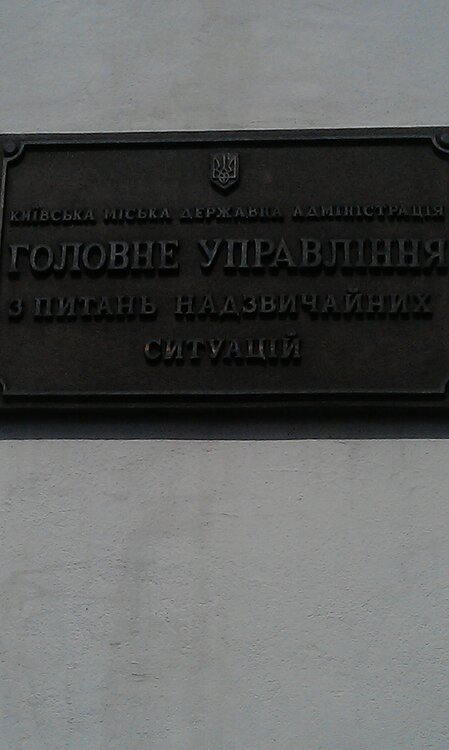 КИЇВСЬКА МІСЬКА ДЕРЖАВНА АДМІНІСТРАЦІЯ
ГОЛОВНЕ УПРАВЛІННЯ
З ПИТАНЬ НАДЗВИЧАЙНИХ
СИТУАЦІЙ